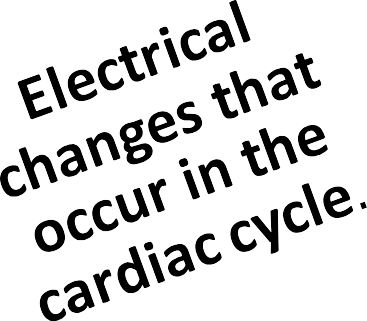 Electrical
changes that
occur in the
cardiac cycle.